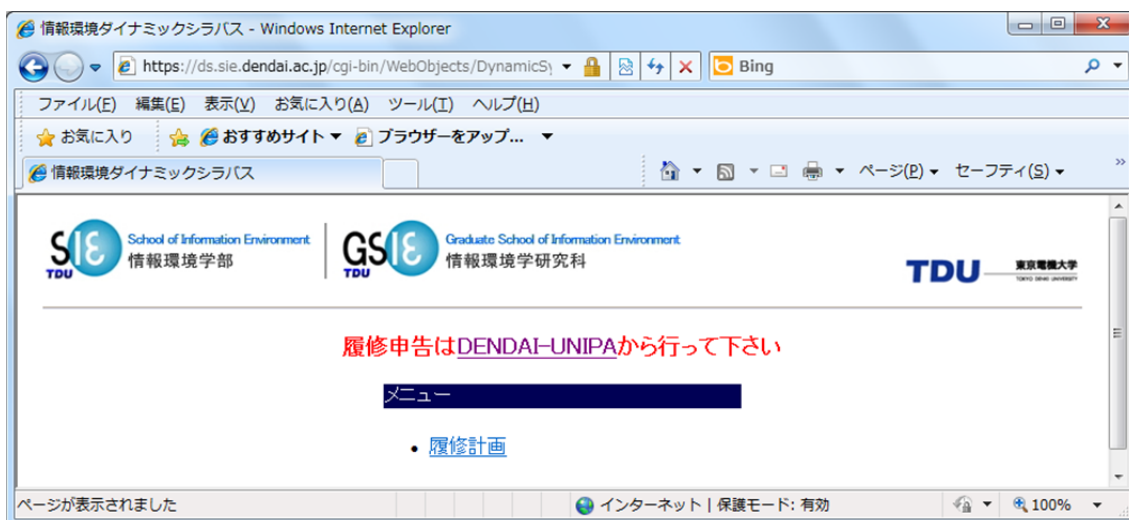 情報環境ダイナミックシラバス - Windows Internet Explorer
https://ds.sie.dendai.ac.jp/cgi-bin/WebObjects/DynamicSy
Bing
ファイル(F) 編集(E) 表示(V) お気に入り(A) ツール(T) ヘルプ(H)
お気に入り おすすめサイト ブラウザーをアップ...
情報環境ダイナミックシラバス ページ(P) セーフティ(S) »
SIE TDU School of Information Environment 情報環境学部
GSIE TDU Graduate School of Information Environment 情報環境学研究科
TDU 東京電機大学
TOKYO DENKI UNIVERSITY
履修申告はDENDAI-UNIPAから行って下さい
メニュー
• 履修計画
ページが表示されました インターネット | 保護モード: 有効 100%